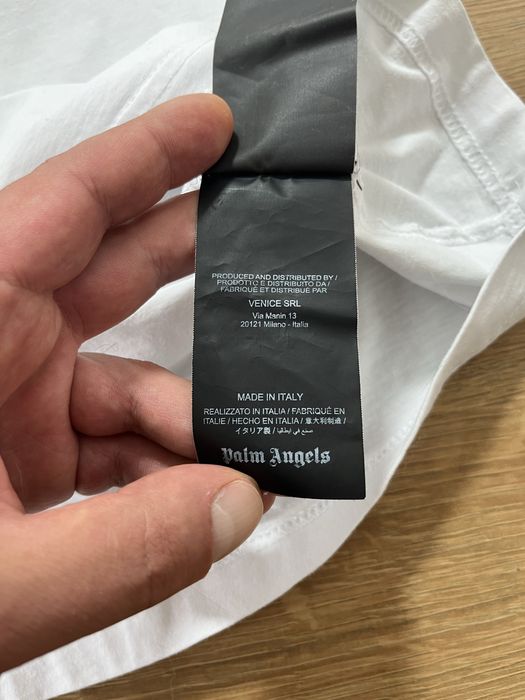 PRODUCED AND DISTRIBUTED BY /
PRODOTTO E DISTRIBUITO DA /
FABRIQUÉ ET DISTRIBUÉ PAR
VENICE SRL
Via Manin 13
20121 Milano - Italia
MADE IN ITALY
REALIZZATO IN ITALIA / FABRIQUÉ EN
ITALIE / HECHO EN ITALIA / 意大利制造 /
イタリア製 / صنع في ايطاليا
Palm Angels